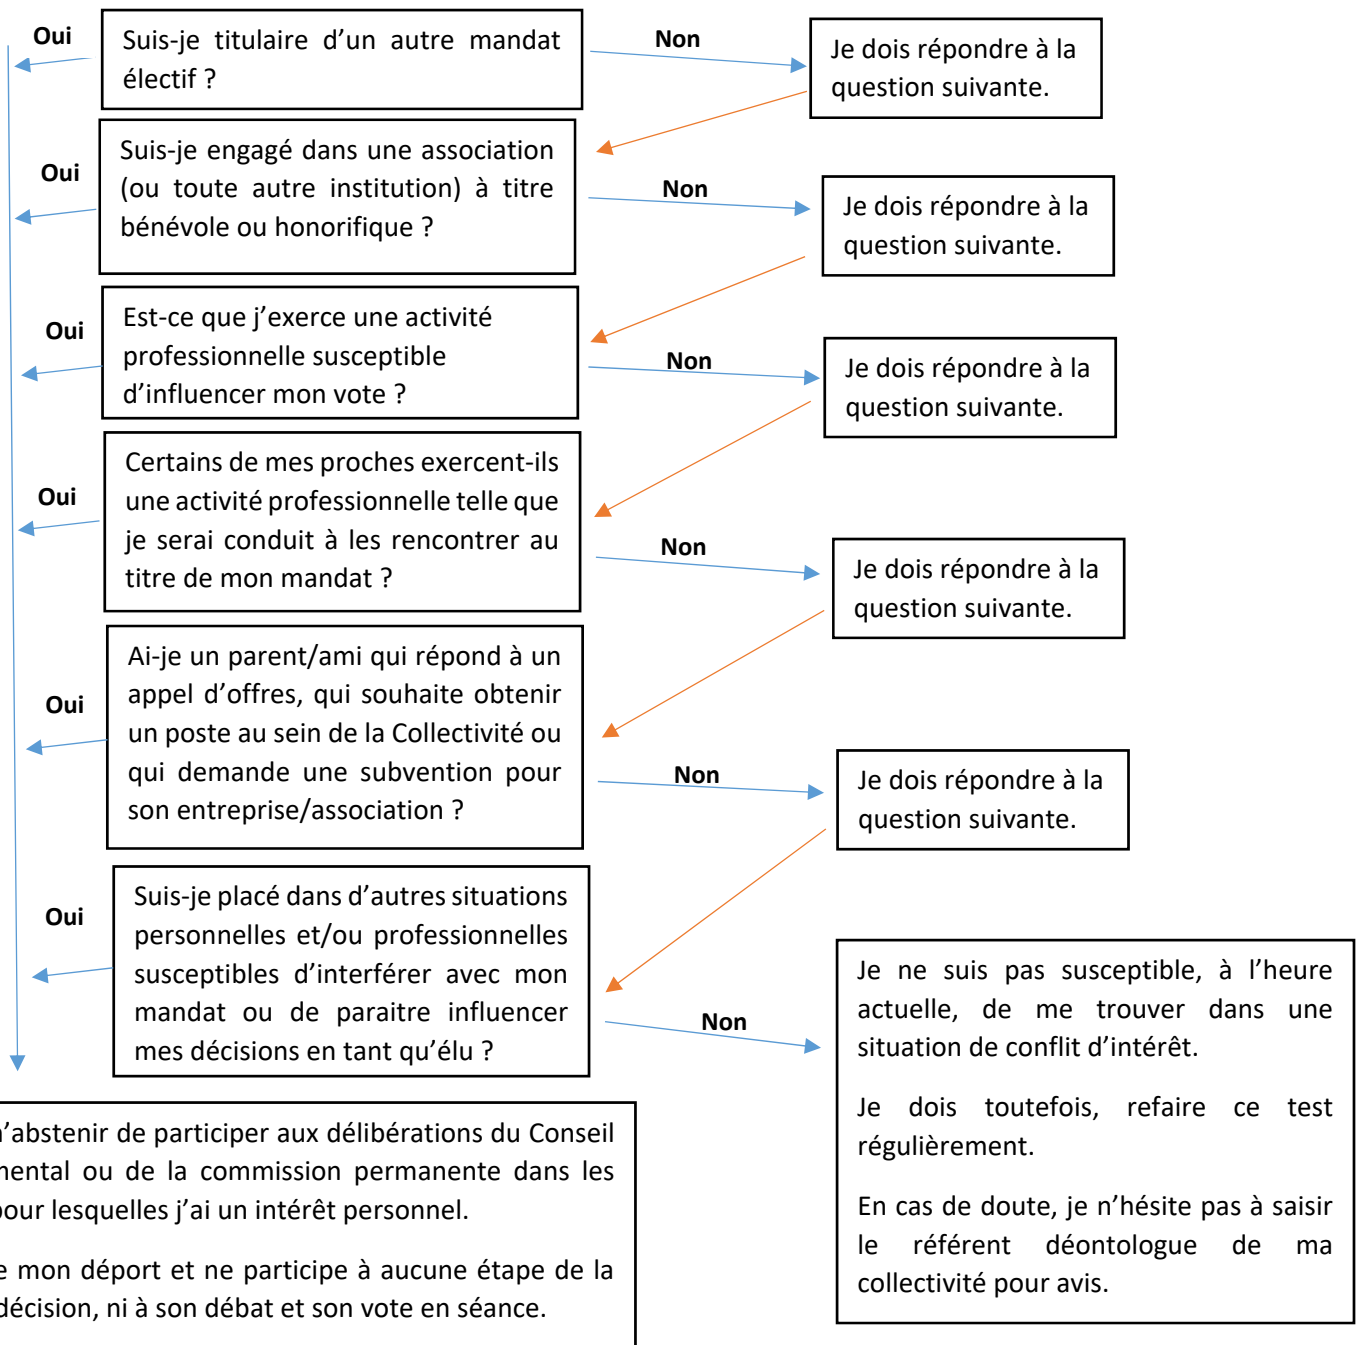 Oui
Suis-je titulaire d’un autre mandat
élective ?
Non
Je dois répondre à la
question suivante.
Oui
Suis-je engagé dans une association
(ou toute autre institution) à titre
bénévole ou honorifique ?
Non
Je dois répondre à la
question suivante.
Oui
Est-ce que j’exerce une activité
professionnelle susceptible
d’influencer mon vote ?
Non
Je dois répondre à la
question suivante.
Oui
Certains de mes proches exercent-ils
une activité professionnelle telle que
je serai conduit à les rencontrer au
titre de mon mandat ?
Non
Je dois répondre à la
question suivante.
Oui
Ai-je un parent/ami qui répond à un
appel d’offres, qui souhaite obtenir
un poste au sein de la Collectivité ou
qui demande une subvention pour
son entreprise/association ?
Non
Je dois répondre à la
question suivante.
Oui
Suis-je placé dans d’autres situations
personnelles et/ou professionnelles
susceptibles d’interférer avec mon
mandat ou de paraitre influencer
mes décisions en tant qu’élu ?
Non
Je ne suis pas susceptible, à l’heure
actuelle, de me trouver dans une
situation de conflit d’intérêt.
Je dois toutefois, refaire ce test
régulièrement.
En cas de doute, je n’hésite pas à saisir
le référent déontologue de ma
collectivité pour avis.
m’abstenir de participer aux délibérations du Conseil
mental ou de la commission permanente dans les
pour lesquelles j’ai un intérêt personnel.
e mon déport et ne participe à aucune étape de la
décision, ni à son débat et son vote en séance.